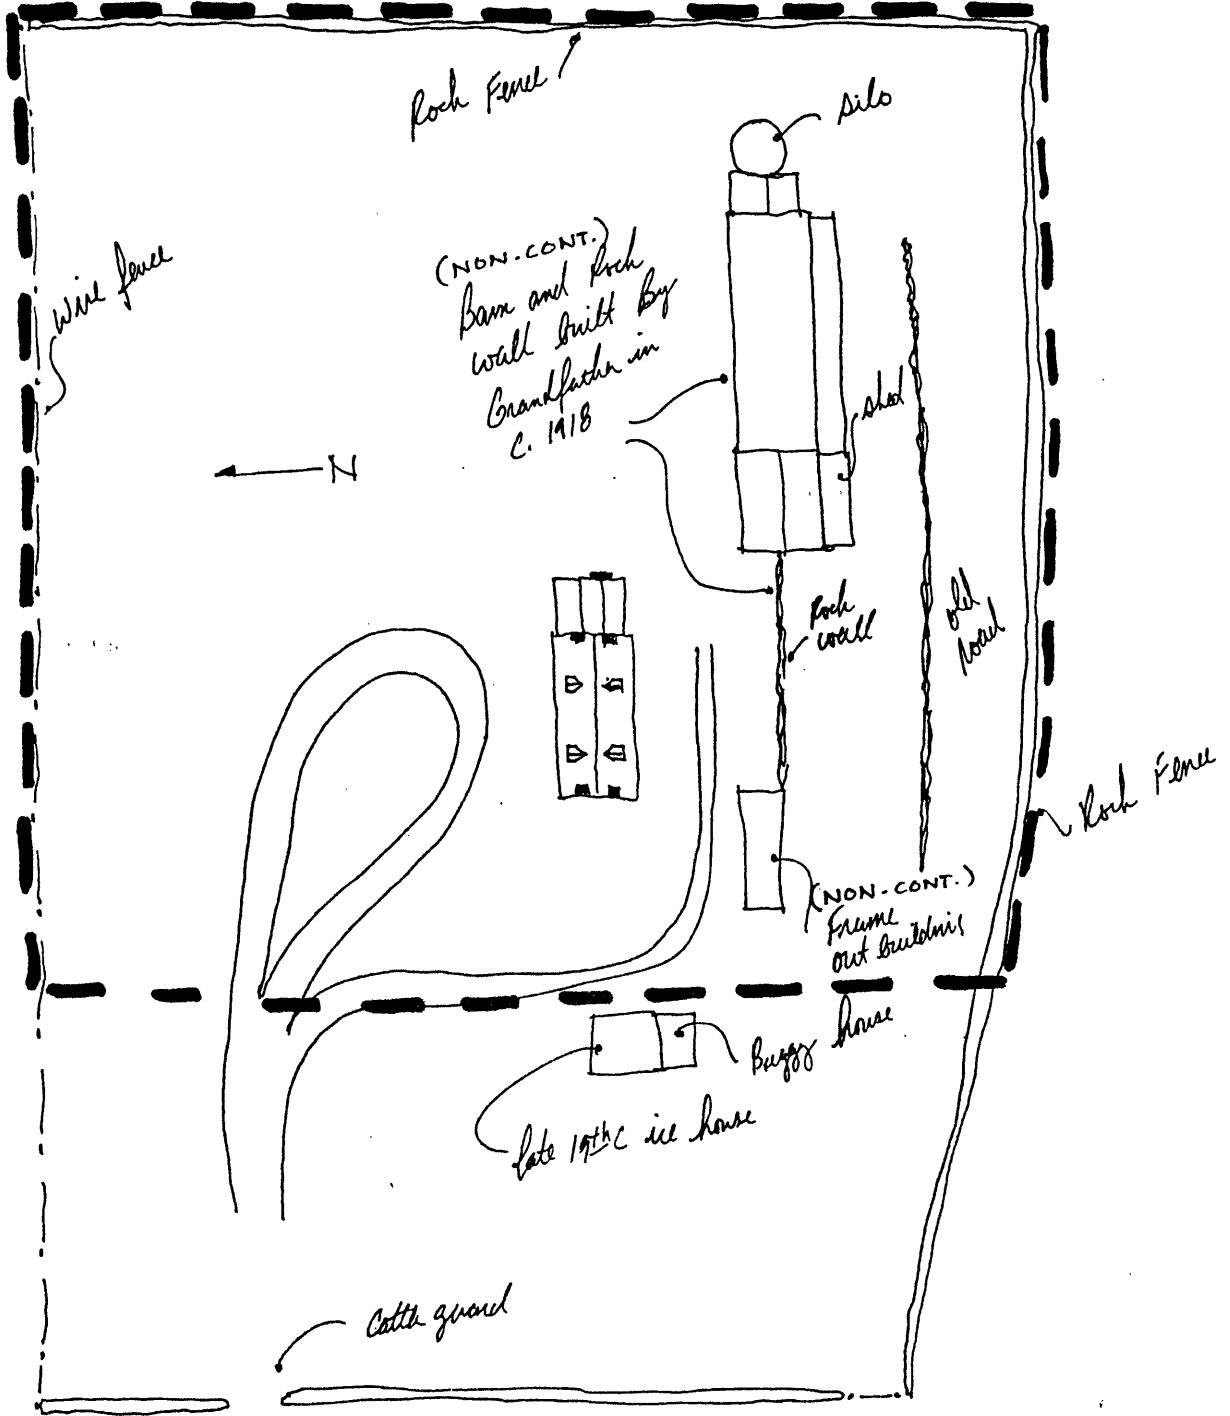 Rock Fence
Silo
(NON-CONT.)
Barn and Rock
wall built By
Grandfather in
C. 1918
wire fence
shed
N
Rock
wall
old
road
Rock Fence
(NON-CONT.)
Frame
out buildnis
Buggy house
late 19th C ice house
Cattle guard